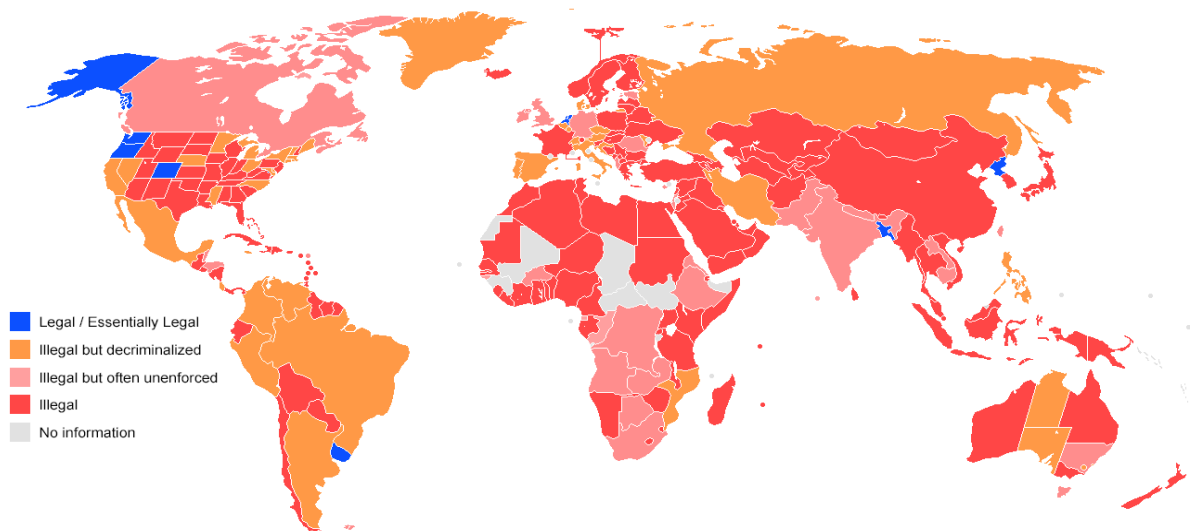 Legal / Essentially Legal
Illegal but decriminalized
Illegal but often unenforced
Illegal
No information